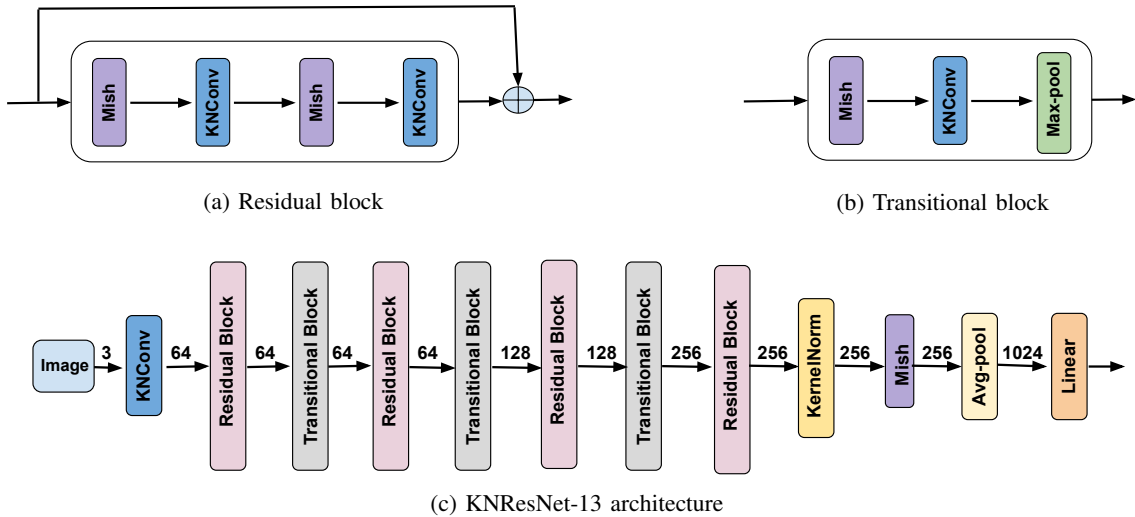 Mish
KNConv
Mish
KNConv
(a) Residual block
Mish
KNConv
Max-pool
(b) Transitional block
Image
3
KNConv
64
Residual Block
64
Transitional Block
64
Residual Block
64
Transitional Block
128
Residual Block
128
Transitional Block
256
Residual Block
256
KernelNorm
256
Mish
256
Avg-pool
1024
Linear
(c) KNResNet-13 architecture